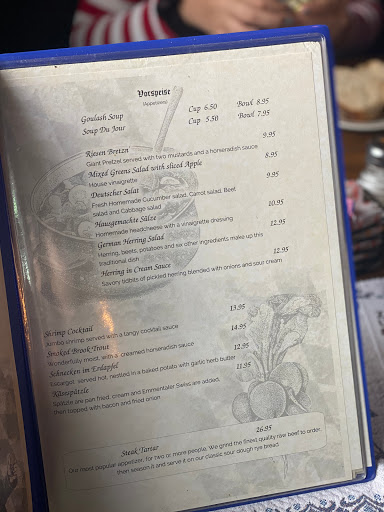 Vorspeise
(Appetizers)
Goulash Soup Cup 6.50 Bowl 8.95
Soup Du Jour Cup 5.50 Bowl 7.95
Riesen Bretzn 9.95
Giant Pretzel served with two mustards and a horseradish sauce
Mixed Greens Salad with sliced Apple 8.95
House vinaigrette
Deutscher Salat 9.95
Fresh Homemade Cucumber salad, Carrot salad, Beet
salad and Cabbage salad
Hausgemachte Sülze 10.95
Homemade headcheese with a vinaigrette dressing
German Herring Salad 12.95
Herring, beets, potatoes and six other ingredients make up this
traditional dish
Herring in Cream Sauce 12.95
Savory tidbits of pickled herring blended with onions and sour cream
Shrimp Cocktail 13.95
Jumbo shrimp served with a tangy cocktail sauce
Smoked Brook Trout 14.95
Wonderfully moist, with a creamed horseradish sauce
Schnecken im Erdapfel 12.95
Escargot served hot, nestled in a baked potato with garlic herb butter
Käsespätzle 11.95
Spätzle are pan fried, cream and Emmentaler Swiss are added,
then topped with bacon and fried onion
Steak Tartar 26.95
Our most popular appetizer, for two or more people. We grind the finest quality raw beef to order,
then season it and serve it on our classic sour dough rye bread.